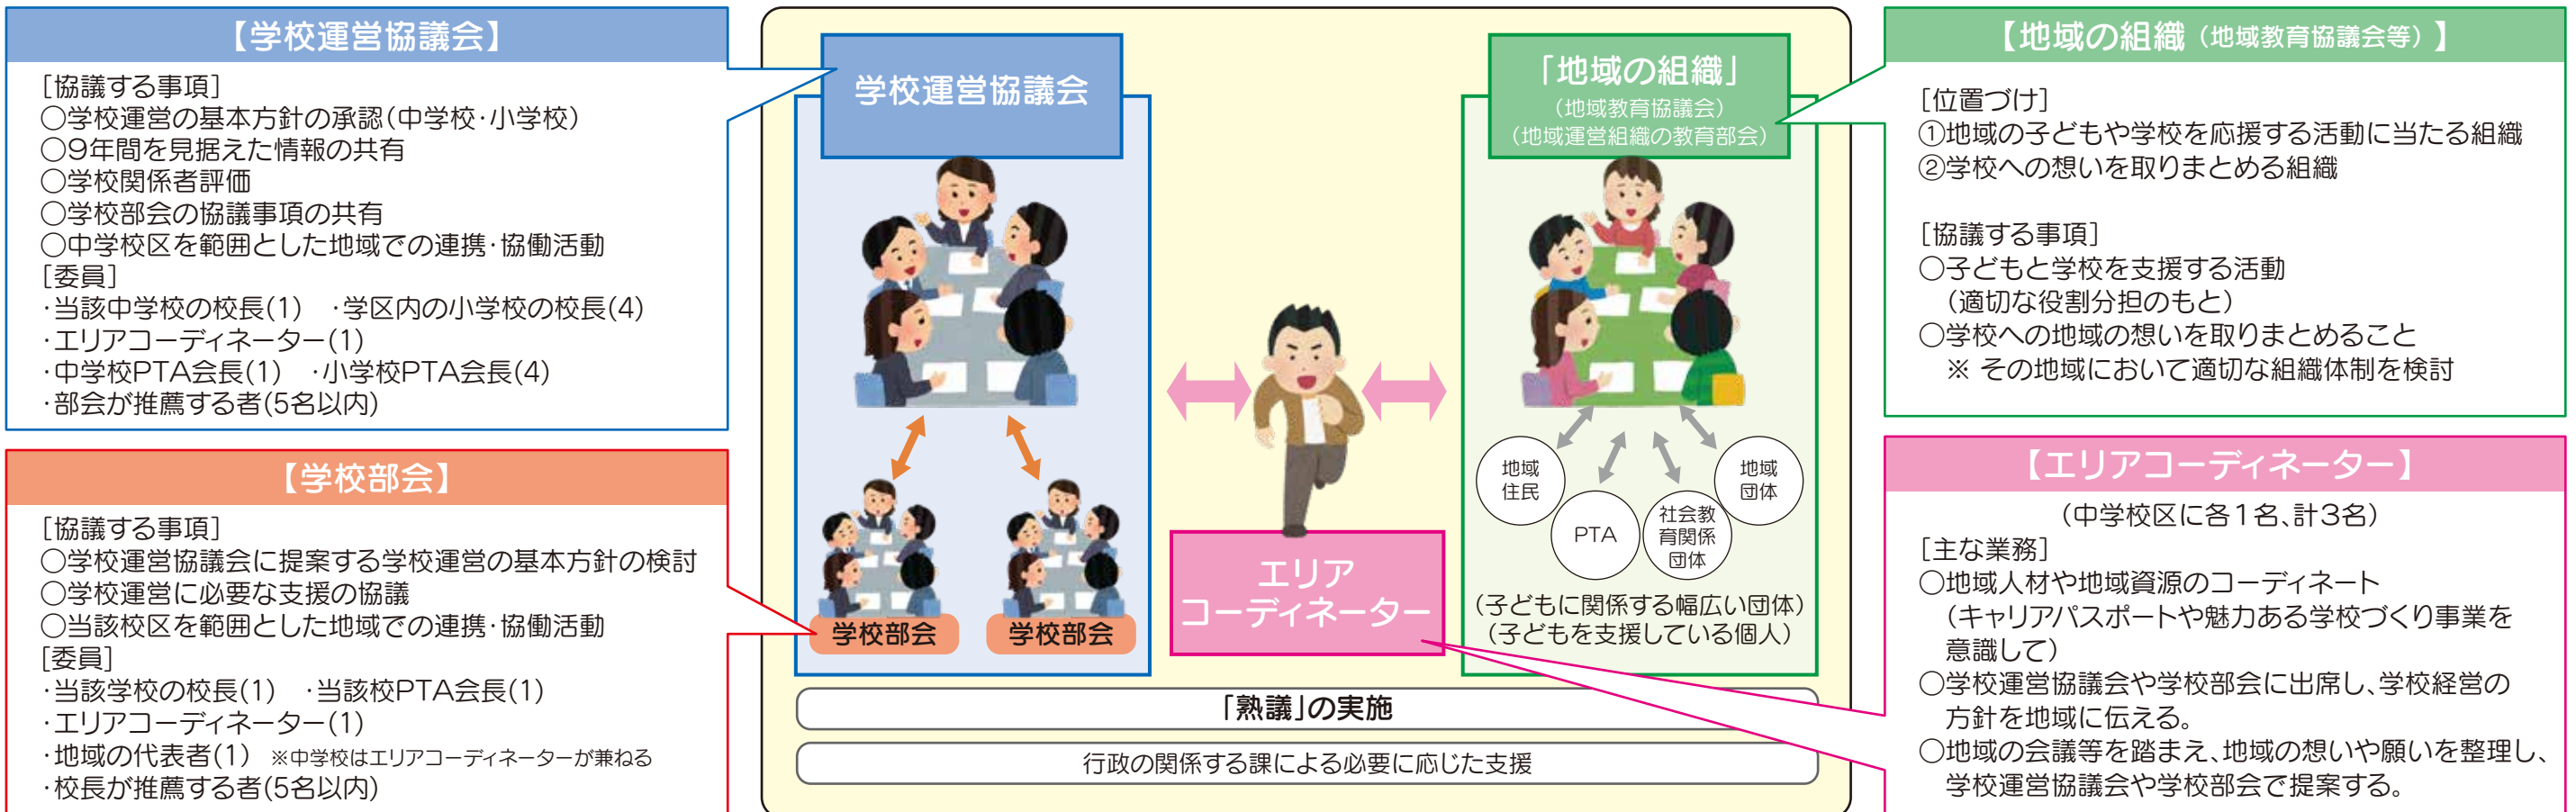 【学校運営協議会】
[協議する事項]
○学校運営の基本方針の承認(中学校･小学校)
○9年間を見据えた情報の共有
○学校関係者評価
○学校部会の協議事項の共有
○中学校区を範囲とした地域での連携･協働活動
[委員]
･当該中学校の校長(1)　･学区内の小学校の校長(4)
･エリアコーディネーター(1)
･中学校PTA会長(1)　･小学校PTA会長(4)
･部会が推薦する者(5名以内)
【学校部会】
[協議する事項]
○学校運営協議会に提案する学校運営の基本方針の検討
○学校運営に必要な支援の協議
○当該校区を範囲とした地域での連携･協働活動
[委員]
･当該学校の校長(1)　･当該校PTA会長(1)
･エリアコーディネーター(1)
･地域の代表者(1)　※中学校はエリアコーディネーターが兼ねる
･校長が推薦する者(5名以内)
学校運営協議会
学校部会
学校部会
エリア
コーディネーター
「地域の組織」
(地域教育協議会)
(地域運営組織の教育部会)
地域
住民
PTA
社会教
育関係
団体
地域
団体
(子どもに関係する幅広い団体)
(子どもを支援している個人)
「熟議」の実施
行政の関係する課による必要に応じた支援
【地域の組織(地域教育協議会等)】
[位置づけ]
①地域の子どもや学校を応援する活動に当たる組織
②学校への想いを取りまとめる組織
[協議する事項]
○子どもと学校を支援する活動
(適切な役割分担のもと)
○学校への地域の想いを取りまとめること
※ その地域において適切な組織体制を検討
【エリアコーディネーター】
(中学校区に各1名、計3名)
[主な業務]
○地域人材や地域資源のコーディネート
(キャリアパスポートや魅力ある学校づくり事業を
意識して)
○学校運営協議会や学校部会に出席し、学校経営の
方針を地域に伝える。
○地域の会議等を踏まえ、地域の想いや願いを整理し、
学校運営協議会や学校部会で提案する。